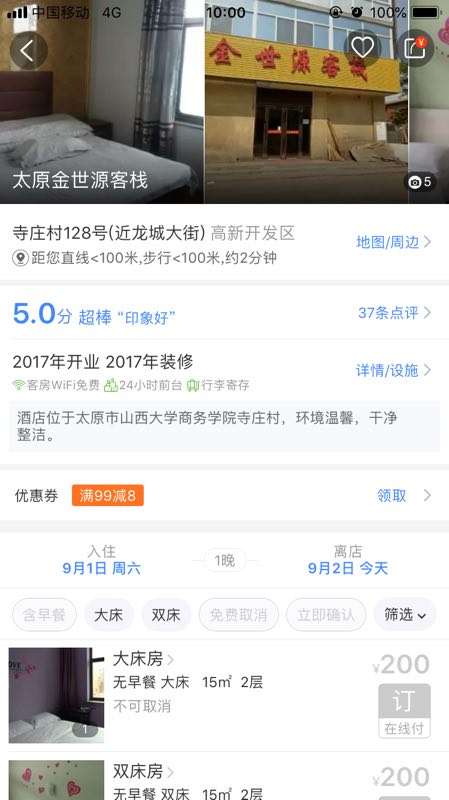 中国移动 4G 10:00 100%
金世源客栈
太原金世源客栈
5
寺庄村128号(近龙城大街) 高新开发区
地图/周边
距您直线<100米,步行<100米,约2分钟
5.0分 超棒 “印象好”
37条点评
2017年开业 2017年装修
详情/设施
客房WiFi免费 24小时前台 行李寄存
酒店位于太原市山西大学商务学院寺庄村，环境温馨，干净
整洁。
优惠券 满99减8 领取
入住 离店
9月1日 周六 1晚 9月2日 今天
含早餐 大床 双床 免费取消 立即确认 筛选
大床房 ¥200
无早餐 大床 15㎡ 2层
订
不可取消
在线付
1
双床房 ¥200
无早餐 双床 15㎡ 2层